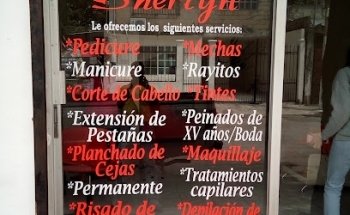 Sherlyn
Le ofrecemos los siguientes servicios:
*Pedicure
*Manicure
*Corte de Cabello
*Extensión de
Pestañas
*Planchado de
Cejas
*Permanente
*Risado de
*Mechas
*Rayitos
*Tintes
*Peinados de
XV años/Boda
*Maquillaje
*Tratamientos
capilares
*Depilación de